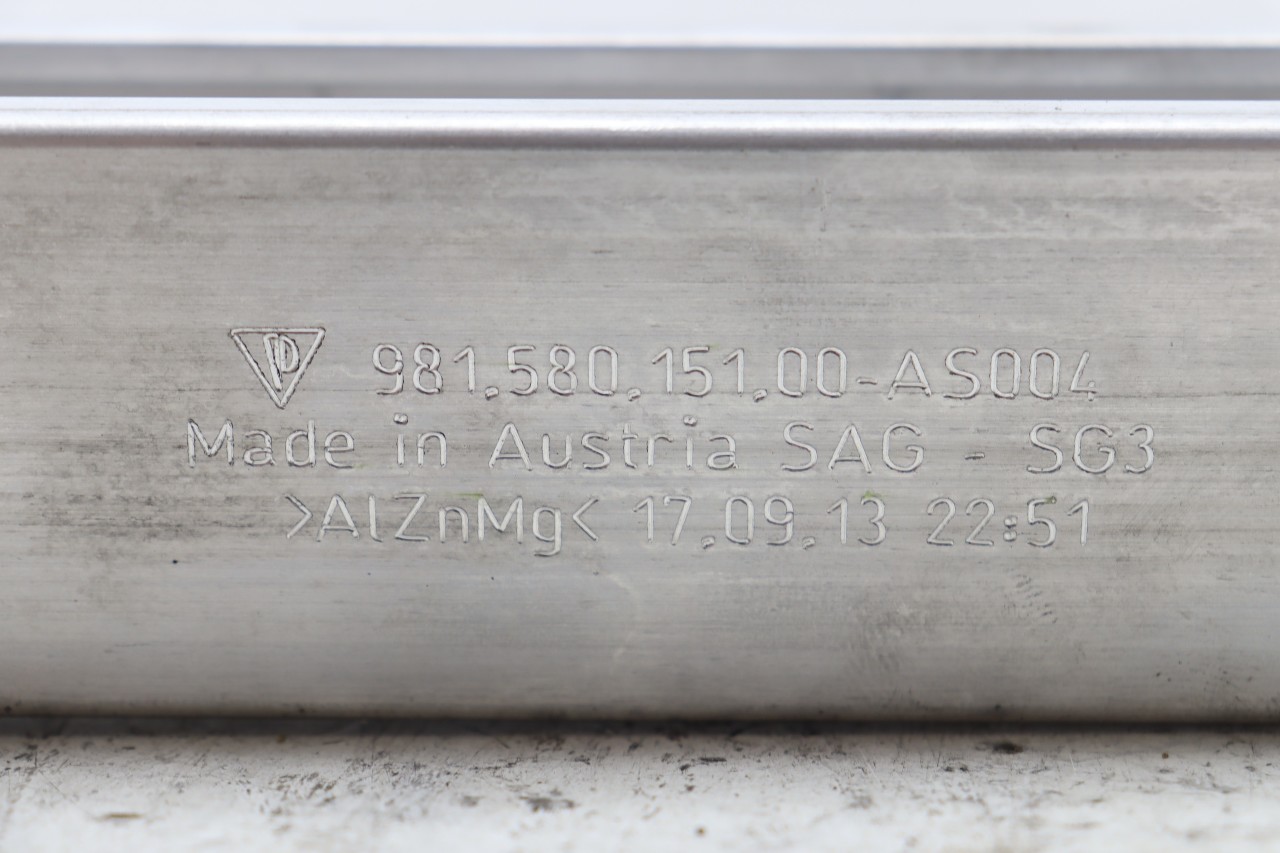 981.580.151.00-AS004
Made in Austria SAG - SG3
>AlZnMg< 17.09.13 22:51